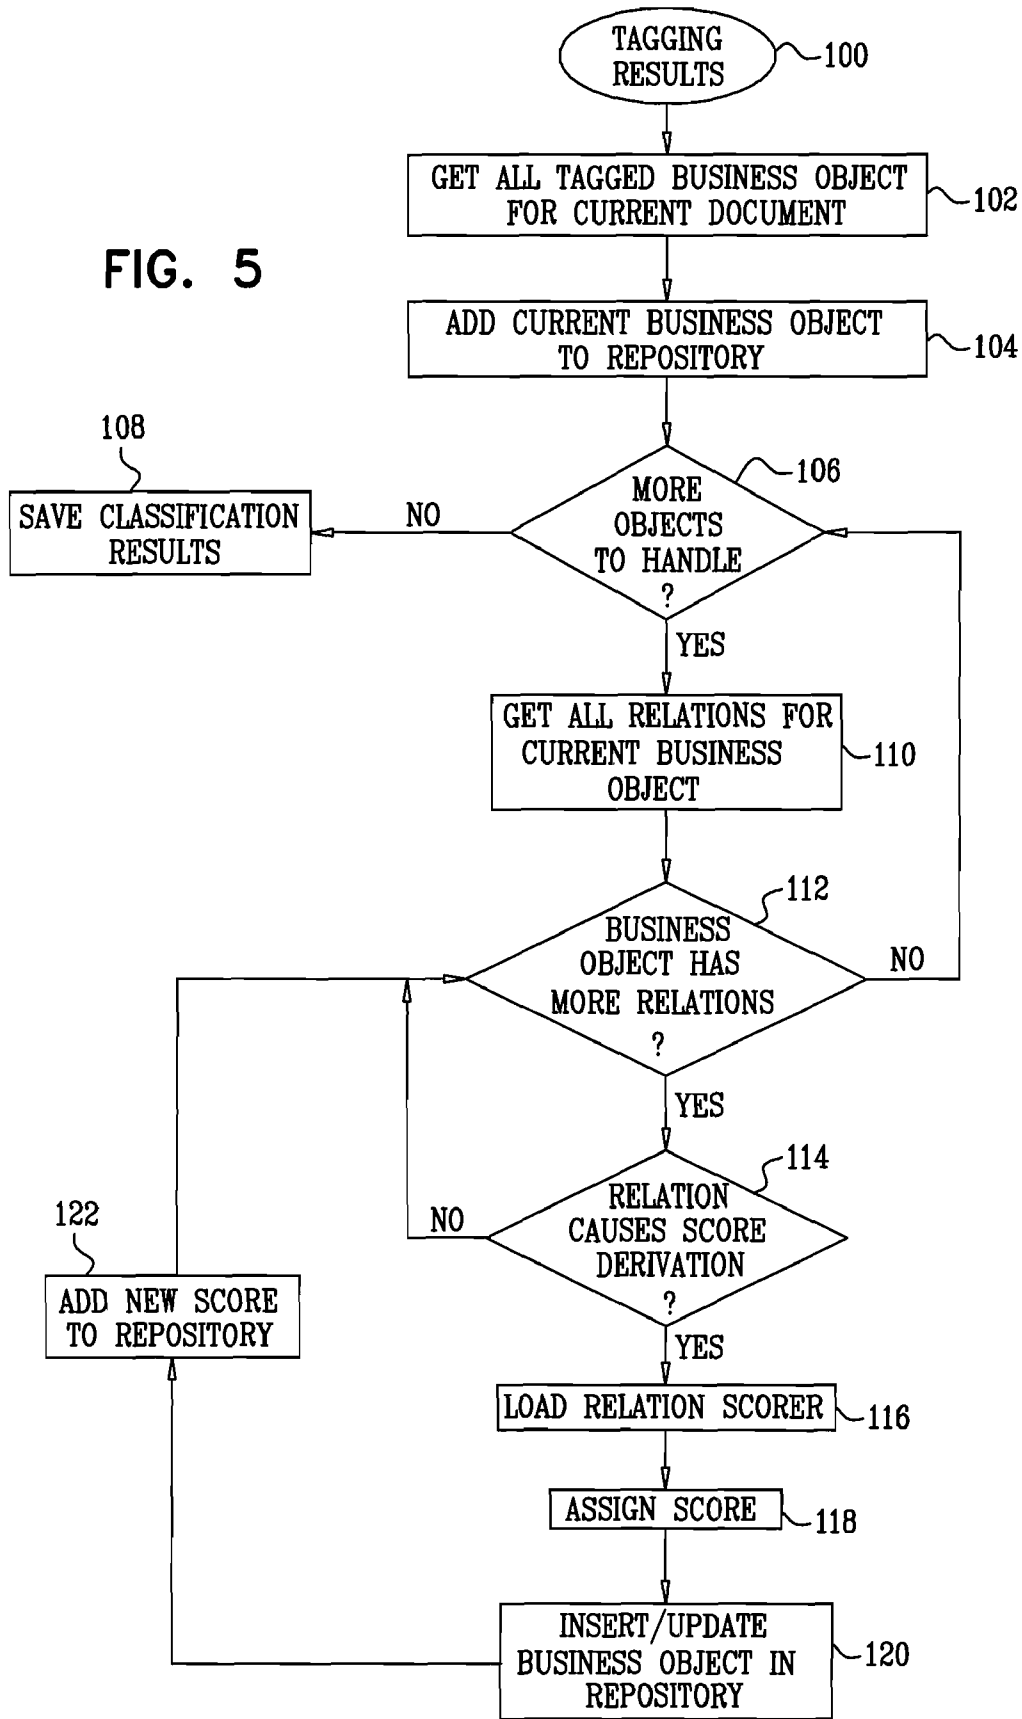 TAGGING
RESULTS
100
GET ALL TAGGED BUSINESS OBJECT
FOR CURRENT DOCUMENT
102
FIG. 5
ADD CURRENT BUSINESS OBJECT
TO REPOSITORY
104
108
SAVE CLASSIFICATION
RESULTS
NO
MORE
OBJECTS
TO HANDLE
?
106
YES
GET ALL RELATIONS FOR
CURRENT BUSINESS
OBJECT
110
112
BUSINESS
OBJECT HAS
MORE RELATIONS
?
NO
YES
114
RELATION
CAUSES SCORE
DERIVATION
?
NO
122
ADD NEW SCORE
TO REPOSITORY
YES
LOAD RELATION SCORER
116
ASSIGN SCORE
118
INSERT/UPDATE
BUSINESS OBJECT IN
REPOSITORY
120